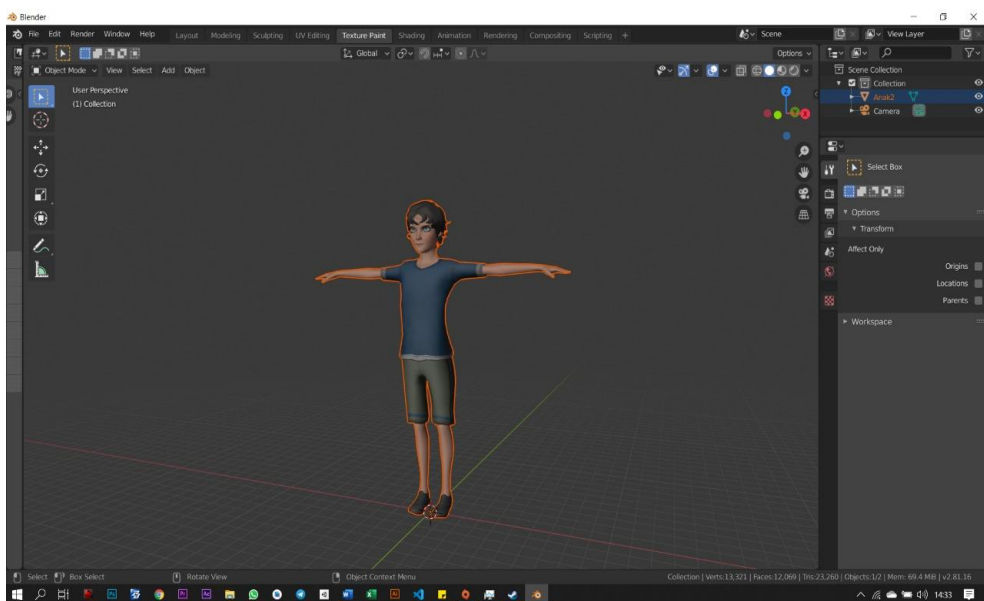 Blender
File Edit Render Window Help Layout Modeling Sculpting UV Editing Texture Paint Shading Animation Rendering Compositing Scripting + Scene View Layer
Global Options
Object Mode View Select Add Object
User Perspective
(1) Collection
Scene Collection
Collection
Anak2
Camera
Select Box
Options
Transform
Affect Only
Origins
Locations
Parents
Workspace
Select Box Select Rotate View Object Context Menu Collection | Verts:13,321 | Faces:12,069 | Tris:23,260 | Objects:1/2 | Mem: 69.4 MiB | v2.81.16
14:33